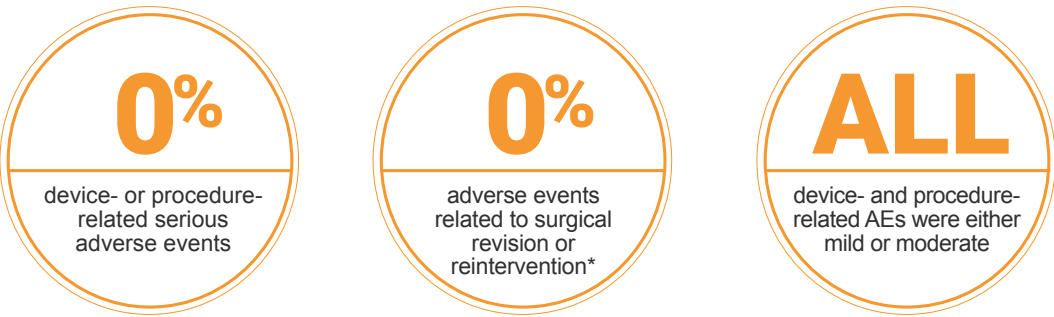 0%
device- or procedure-
related serious
adverse events
0%
adverse events
related to surgical
revision or
reintervention*
ALL
device- and procedure-
related AEs were either
mild or moderate